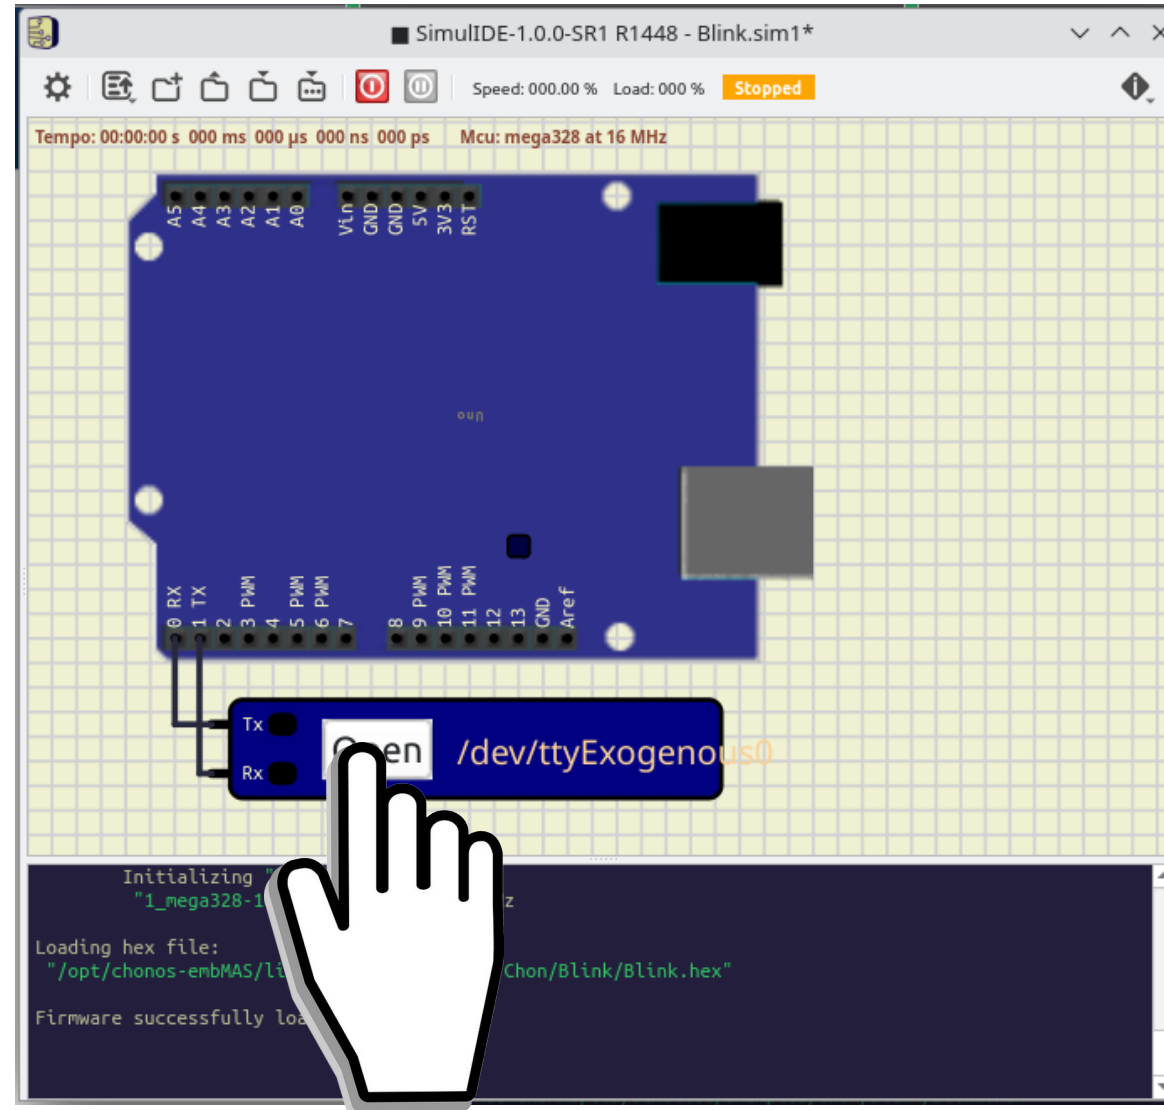 SimulIDE-1.0.0-SR1 R1448 - Blink.sim1*
Speed: 000.00 % Load: 000 % Stopped
Tempo: 00:00:00 s 000 ms 000 µs 000 ns 000 ps Mcu: mega328 at 16 MHz
A5 A4 A3 A2 A1 A0 Vin GND GND 5V 3V3 RST
Uno
0 RX 1 TX 2 3 PWM 4 5 PWM 6 PWM 7 8 9 PWM 10 PWM 11 PWM 12 13 GND Aref
Tx
Open /dev/ttyExogenous0
Rx
Initializing "
"1_mega328-1 z
Loading hex file:
"/opt/chonos-embMAS/li Chon/Blink/Blink.hex"
Firmware successfully loa